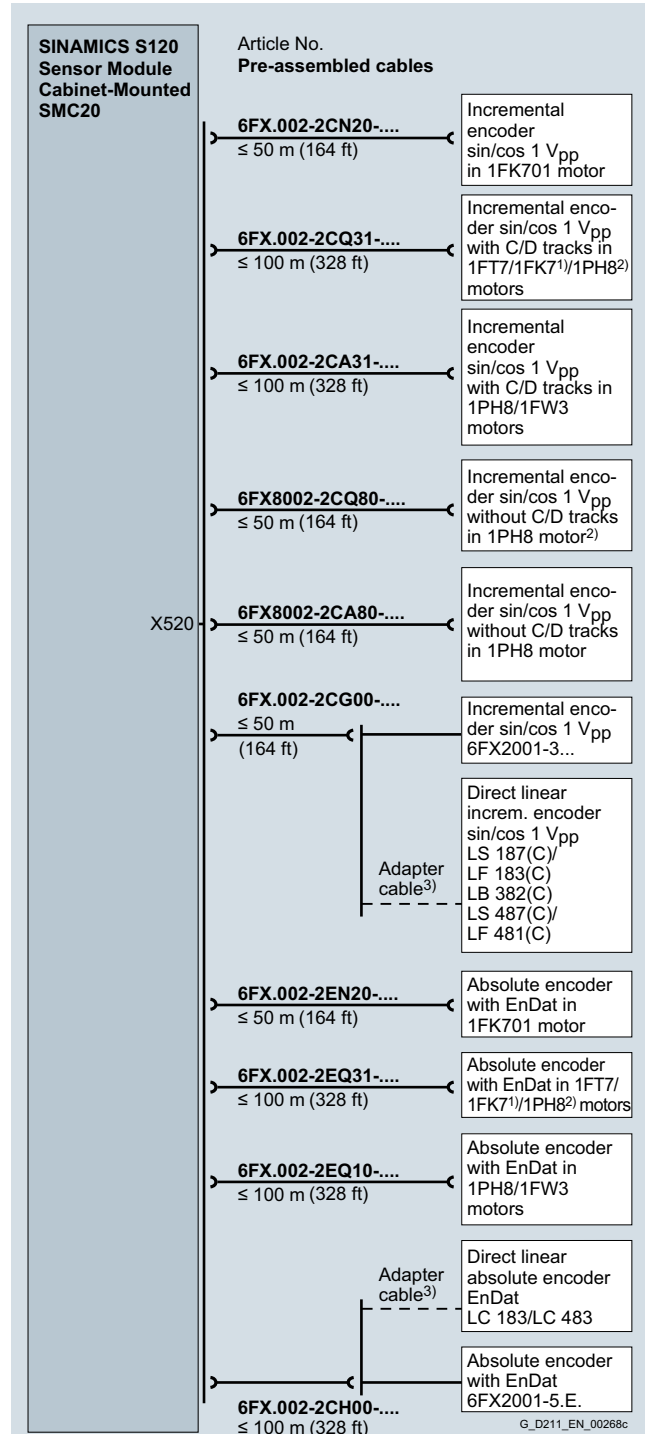 SINAMICS S120
Sensor Module
Cabinet-Mounted
SMC20
Article No.
Pre-assembled cables
6FX.002-2CN20-....
≤ 50 m (164 ft)
Incremental
encoder
sin/cos 1 Vpp
in 1FK701 motor
6FX.002-2CQ31-....
≤ 100 m (328 ft)
Incremental enco-
der sin/cos 1 Vpp
with C/D tracks in
1FT7/1FK7¹⁾/1PH8²⁾
motors
6FX.002-2CA31-....
≤ 100 m (328 ft)
Incremental
encoder
sin/cos 1 Vpp
with C/D tracks in
1PH8/1FW3
motors
6FX8002-2CQ80-....
≤ 50 m (164 ft)
Incremental enco-
der sin/cos 1 Vpp
without C/D tracks
in 1PH8 motor²⁾
X520
6FX8002-2CA80-....
≤ 50 m (164 ft)
Incremental enco-
der sin/cos 1 Vpp
without C/D tracks
in 1PH8 motor
6FX.002-2CG00-....
≤ 50 m
(164 ft)
Incremental enco-
der sin/cos 1 Vpp
6FX2001-3...
Adapter
cable³⁾
Direct linear
increm. encoder
sin/cos 1 Vpp
LS 187(C)/
LF 183(C)
LB 382(C)
LS 487(C)/
LF 481(C)
6FX.002-2EN20-....
≤ 50 m (164 ft)
Absolute encoder
with EnDat in
1FK701 motor
6FX.002-2EQ31-....
≤ 100 m (328 ft)
Absolute encoder
with EnDat in 1FT7/
1FK7¹⁾/1PH8²⁾ motors
6FX.002-2EQ10-....
≤ 100 m (328 ft)
Absolute encoder
with EnDat in
1PH8/1FW3
motors
Adapter
cable³⁾
Direct linear
absolute encoder
EnDat
LC 183/LC 483
6FX.002-2CH00-....
≤ 100 m (328 ft)
Absolute encoder
with EnDat
6FX2001-5.E.
G_D211_EN_00268c